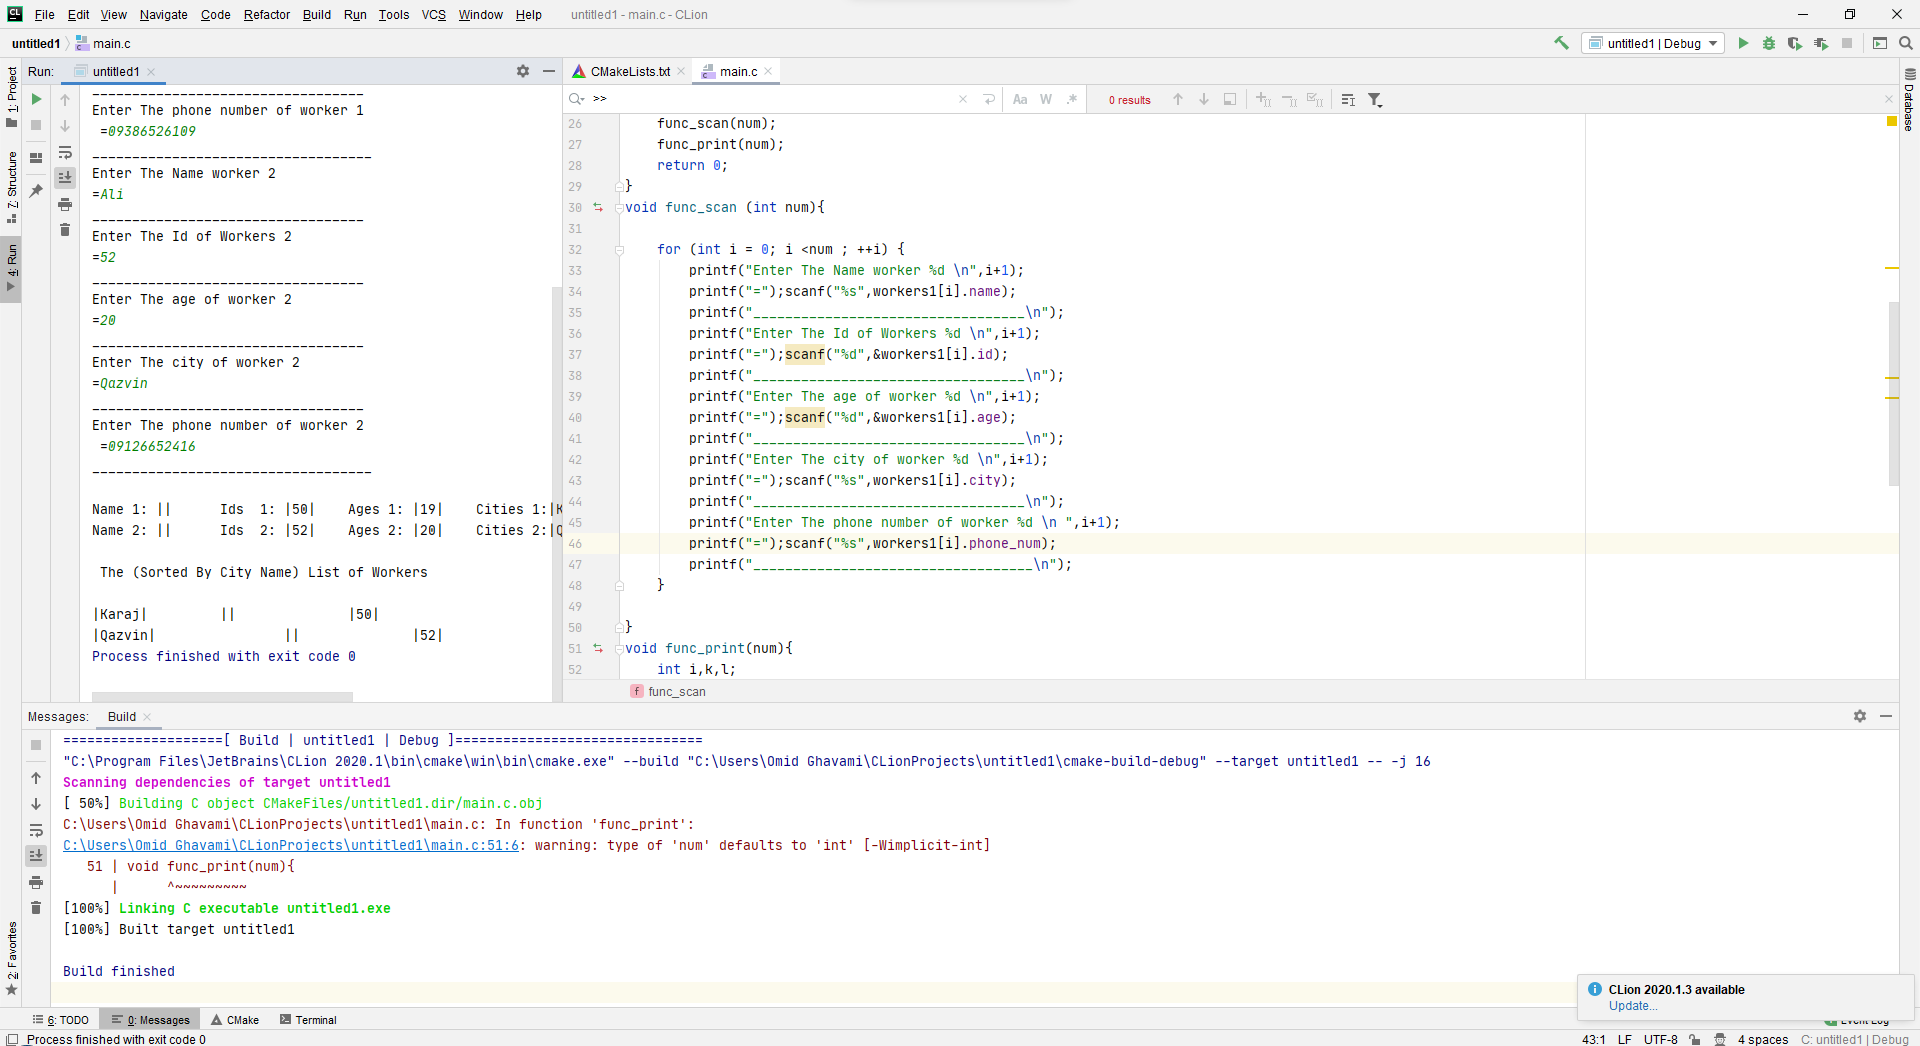 File Edit View Navigate Code Refactor Build Run Tools VCS Window Help untitled1 - main.c - CLion
untitled1 main.c untitled1 | Debug
Run: untitled1
CMakeLists.txt main.c
>> Aa W .* 0 results
1: Project
7: Structure
4: Run
2: Favorites
Database
___________________________________
Enter The phone number of worker 1
=09386526109
___________________________________
Enter The Name worker 2
=Ali
__________________________________
Enter The Id of Workers 2
=52
__________________________________
Enter The age of worker 2
=20
__________________________________
Enter The city of worker 2
=Qazvin
__________________________________
Enter The phone number of worker 2
=09126652416
___________________________________
Name 1: || Ids 1: |50| Ages 1: |19| Cities 1:|K
Name 2: || Ids 2: |52| Ages 2: |20| Cities 2:|Q
The (Sorted By City Name) List of Workers
|Karaj| || |50|
|Qazvin| || |52|
Process finished with exit code 0
26 func_scan(num);
27 func_print(num);
28 return 0;
29 }
30 void func_scan (int num){
31
32 for (int i = 0; i <num ; ++i) {
33 printf("Enter The Name worker %d \n",i+1);
34 printf("=");scanf("%s",workers1[i].name);
35 printf("__________________________________\n");
36 printf("Enter The Id of Workers %d \n",i+1);
37 printf("=");scanf("%d",&workers1[i].id);
38 printf("__________________________________\n");
39 printf("Enter The age of worker %d \n",i+1);
40 printf("=");scanf("%d",&workers1[i].age);
41 printf("__________________________________\n");
42 printf("Enter The city of worker %d \n",i+1);
43 printf("=");scanf("%s",workers1[i].city);
44 printf("__________________________________\n");
45 printf("Enter The phone number of worker %d \n ",i+1);
46 printf("=");scanf("%s",workers1[i].phone_num);
47 printf("___________________________________\n");
48 }
49
50 }
51 void func_print(num){
52 int i,k,l;
f func_scan
Messages: Build
====================[ Build | untitled1 | Debug ]===============================
"C:\Program Files\JetBrains\CLion 2020.1\bin\cmake\win\bin\cmake.exe" --build "C:\Users\Omid Ghavami\CLionProjects\untitled1\cmake-build-debug" --target untitled1 -- -j 16
Scanning dependencies of target untitled1
[ 50%] Building C object CMakeFiles/untitled1.dir/main.c.obj
C:\Users\Omid Ghavami\CLionProjects\untitled1\main.c: In function 'func_print':
C:\Users\Omid Ghavami\CLionProjects\untitled1\main.c:51:6: warning: type of 'num' defaults to 'int' [-Wimplicit-int]
51 | void func_print(num){
| ^~~~~~~~~~
[100%] Linking C executable untitled1.exe
[100%] Built target untitled1
Build finished
CLion 2020.1.3 available
Update...
6: TODO 0: Messages CMake Terminal Event Log
Process finished with exit code 0 43:1 LF UTF-8 4 spaces C: untitled1 | Debug